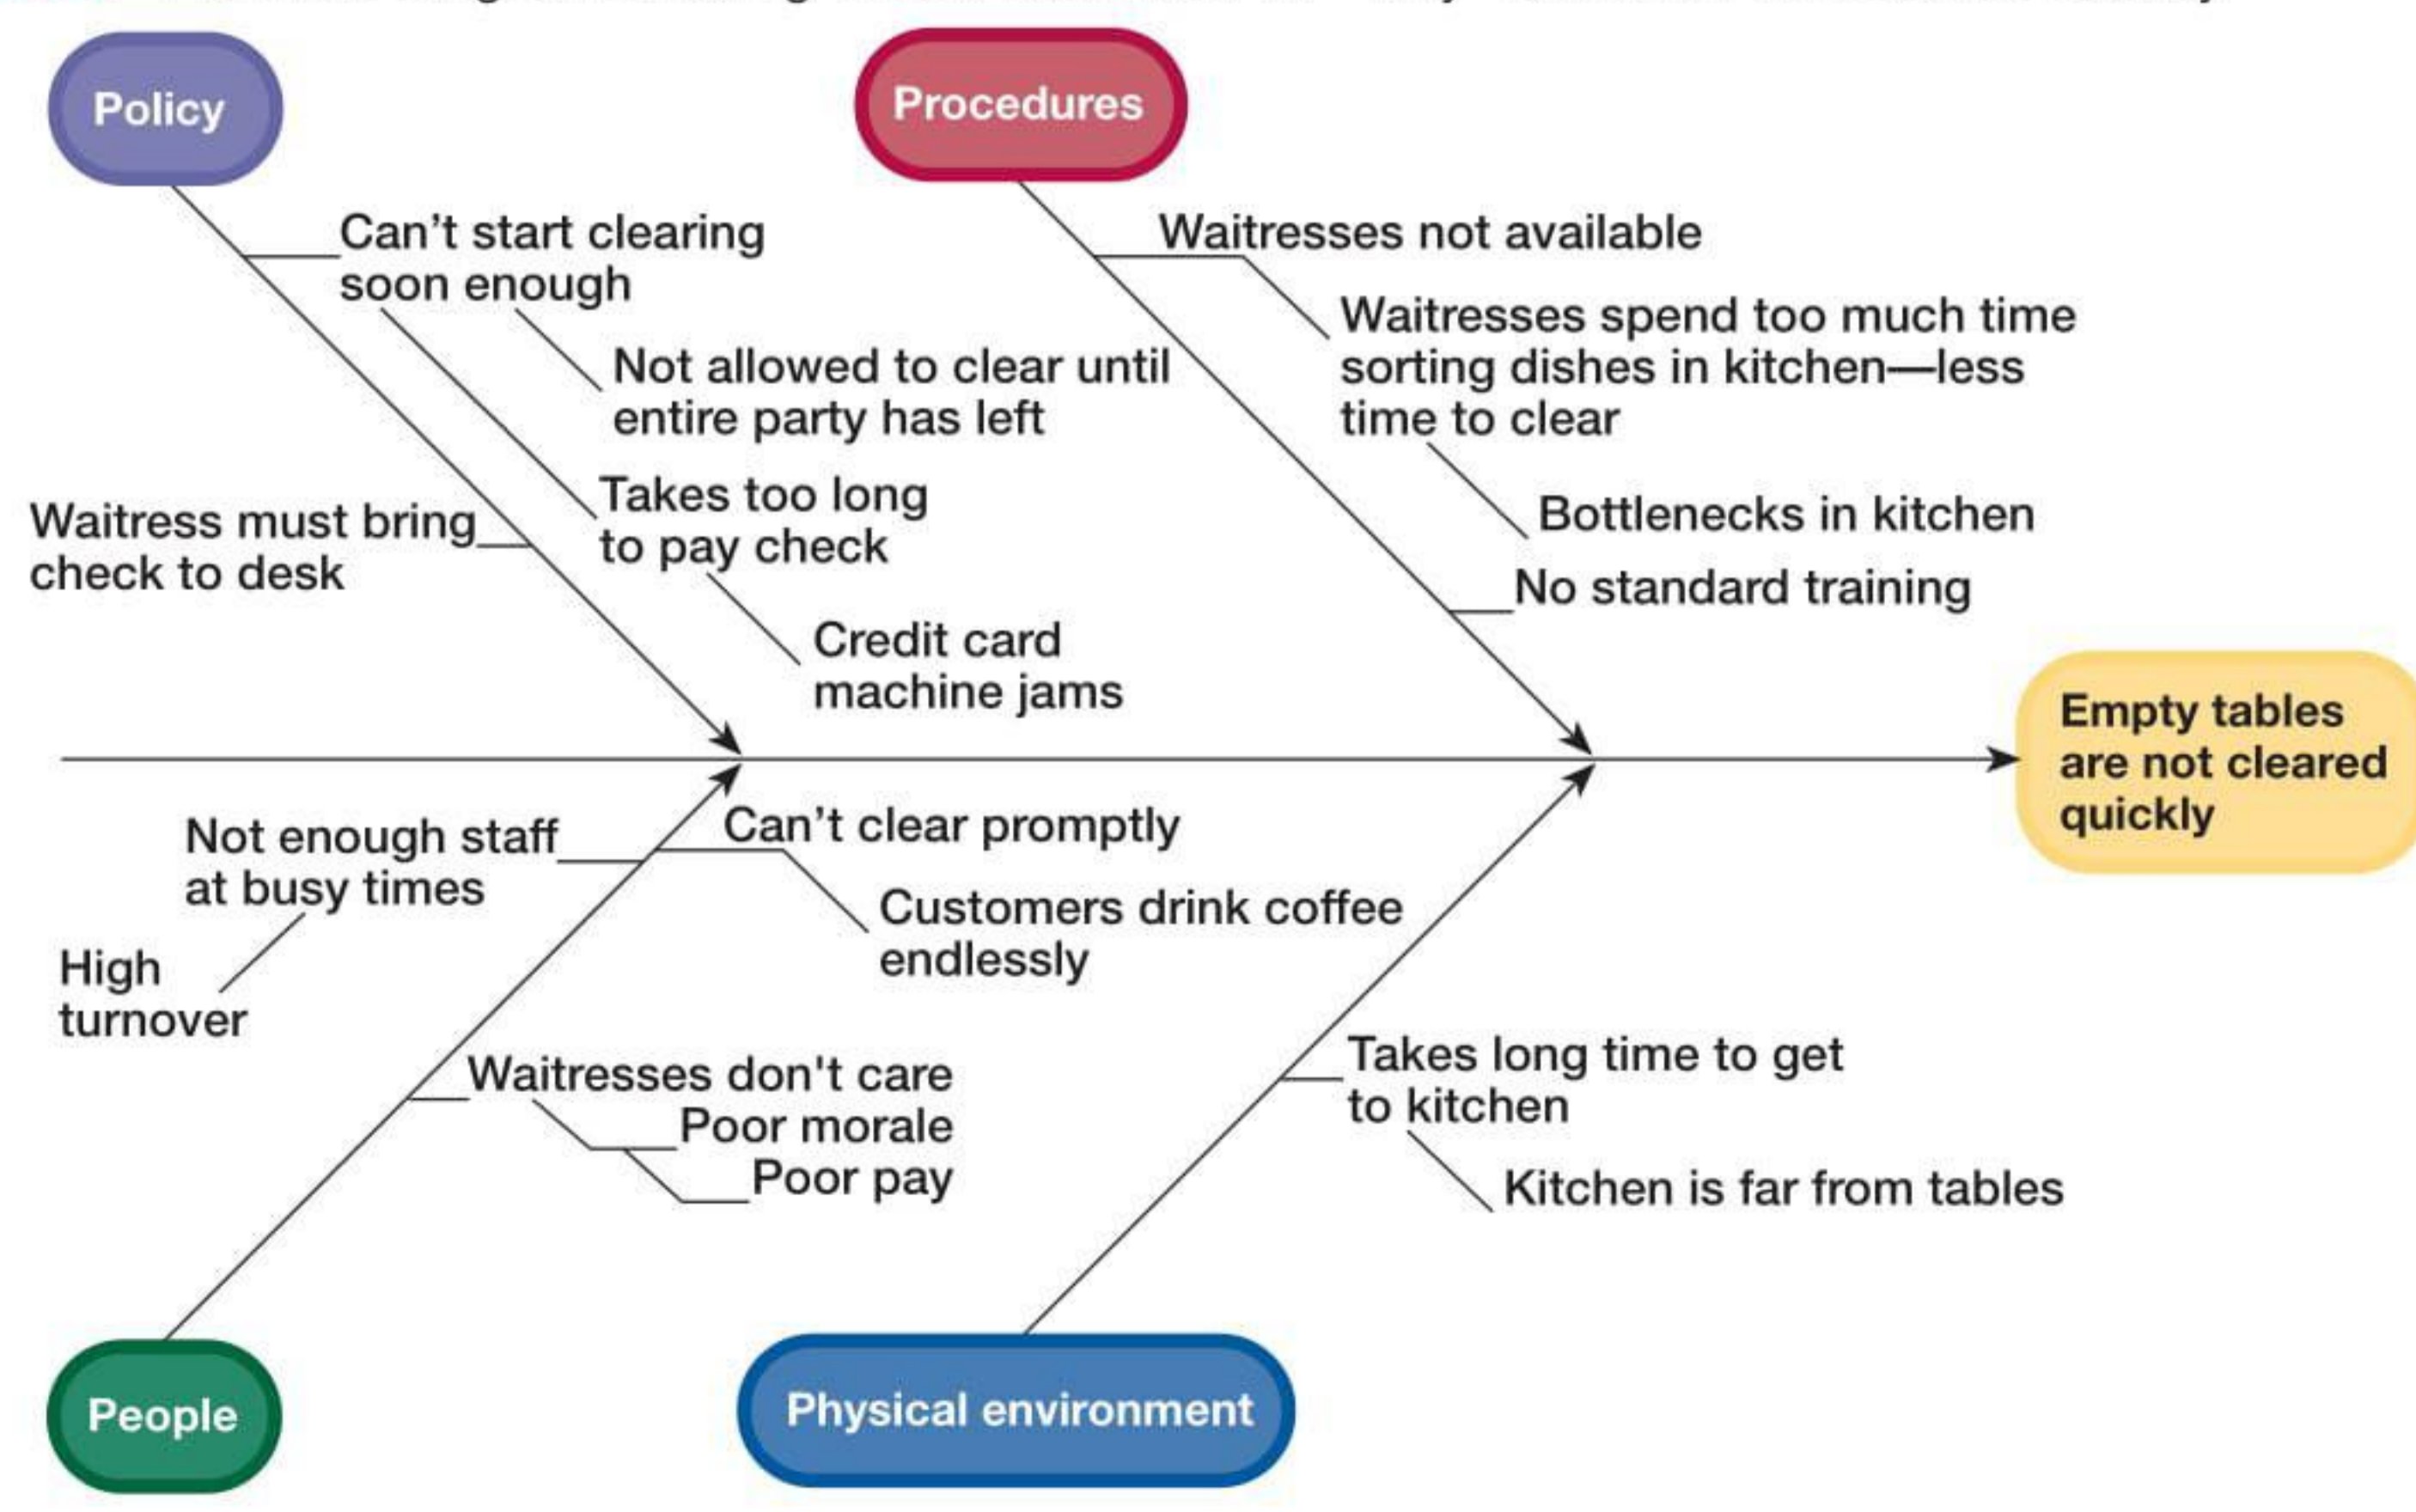 Policy
Procedures
Can't start clearing
soon enough
Not allowed to clear until
entire party has left
Waitress must bring
check to desk
Takes too long
to pay check
Credit card
machine jams
Waitresses not available
Waitresses spend too much time
sorting dishes in kitchen—less
time to clear
Bottlenecks in kitchen
No standard training
Empty tables
are not cleared
quickly
Not enough staff
at busy times
High
turnover
Can't clear promptly
Customers drink coffee
endlessly
Waitresses don't care
Poor morale
Poor pay
Takes long time to get
to kitchen
Kitchen is far from tables
People
Physical environment